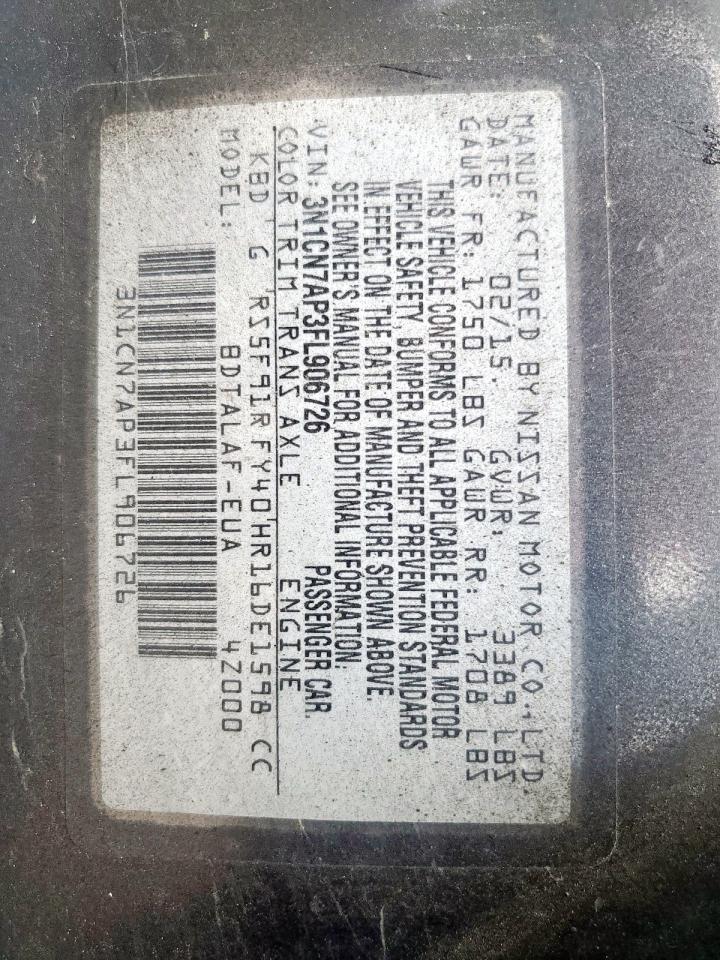 MANUFACTURED BY NISSAN MOTOR CO., LTD.
DATE: 02/15. GVWR: 3389 LBS
GAWR FR: 1750 LBS GAWR RR: 1708 LBS
THIS VEHICLE CONFORMS TO ALL APPLICABLE FEDERAL MOTOR
VEHICLE SAFETY, BUMPER AND THEFT PREVENTION STANDARDS
IN EFFECT ON THE DATE OF MANUFACTURE SHOWN ABOVE.
SEE OWNER'S MANUAL FOR ADDITIONAL INFORMATION.
VIN: 3N1CN7AP3FL906726 PASSENGER CAR.
COLOR TRIM TRANS AXLE ENGINE
KBD' G 'RS5F91R FY40'HR16DE1598 CC
MODEL: BDTALAF-EUA 4Z000
3N1CN7AP3FL906726